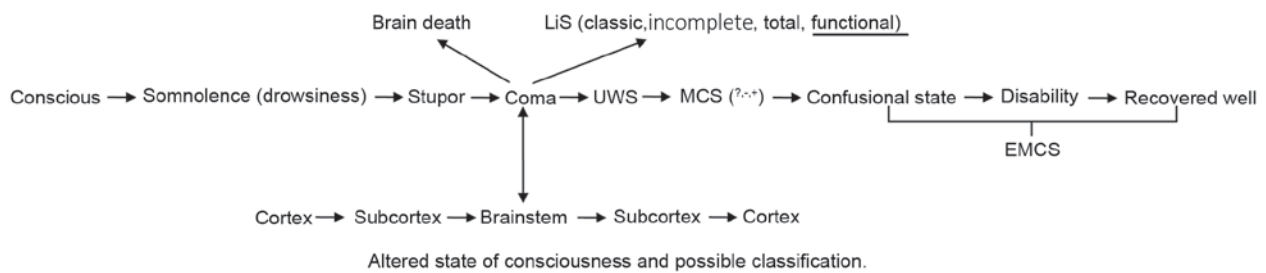 Brain death LiS (classic,incomplete, total, functional)
Conscious → Somnolence (drowsiness) → Stupor → Coma → UWS → MCS (?,-,+) → Confusional state → Disability → Recovered well
EMCS
Cortex → Subcortex → Brainstem → Subcortex → Cortex
Altered state of consciousness and possible classification.